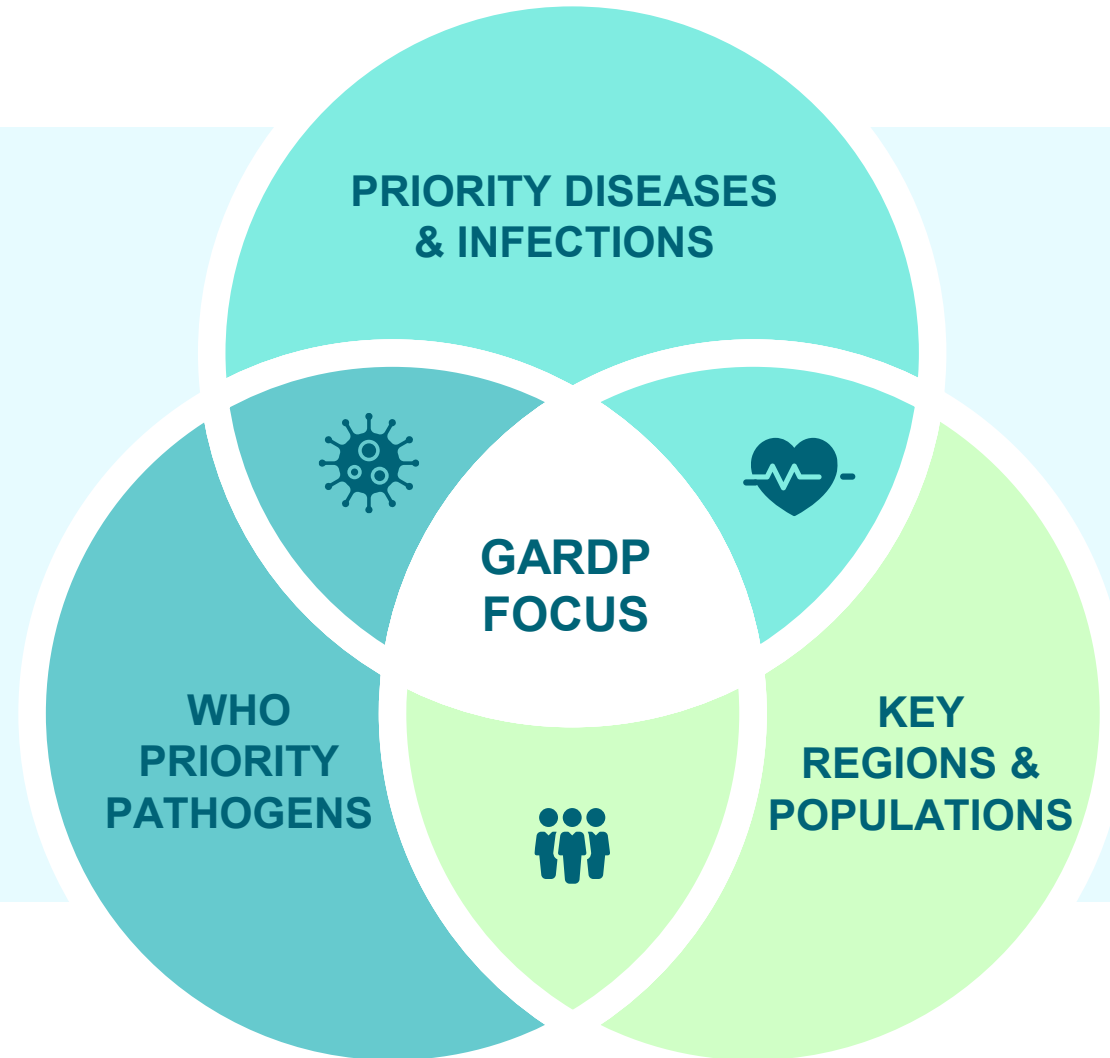 PRIORITY DISEASES
& INFECTIONS
GARDP
FOCUS
WHO
PRIORITY
PATHOGENS
KEY
REGIONS &
POPULATIONS